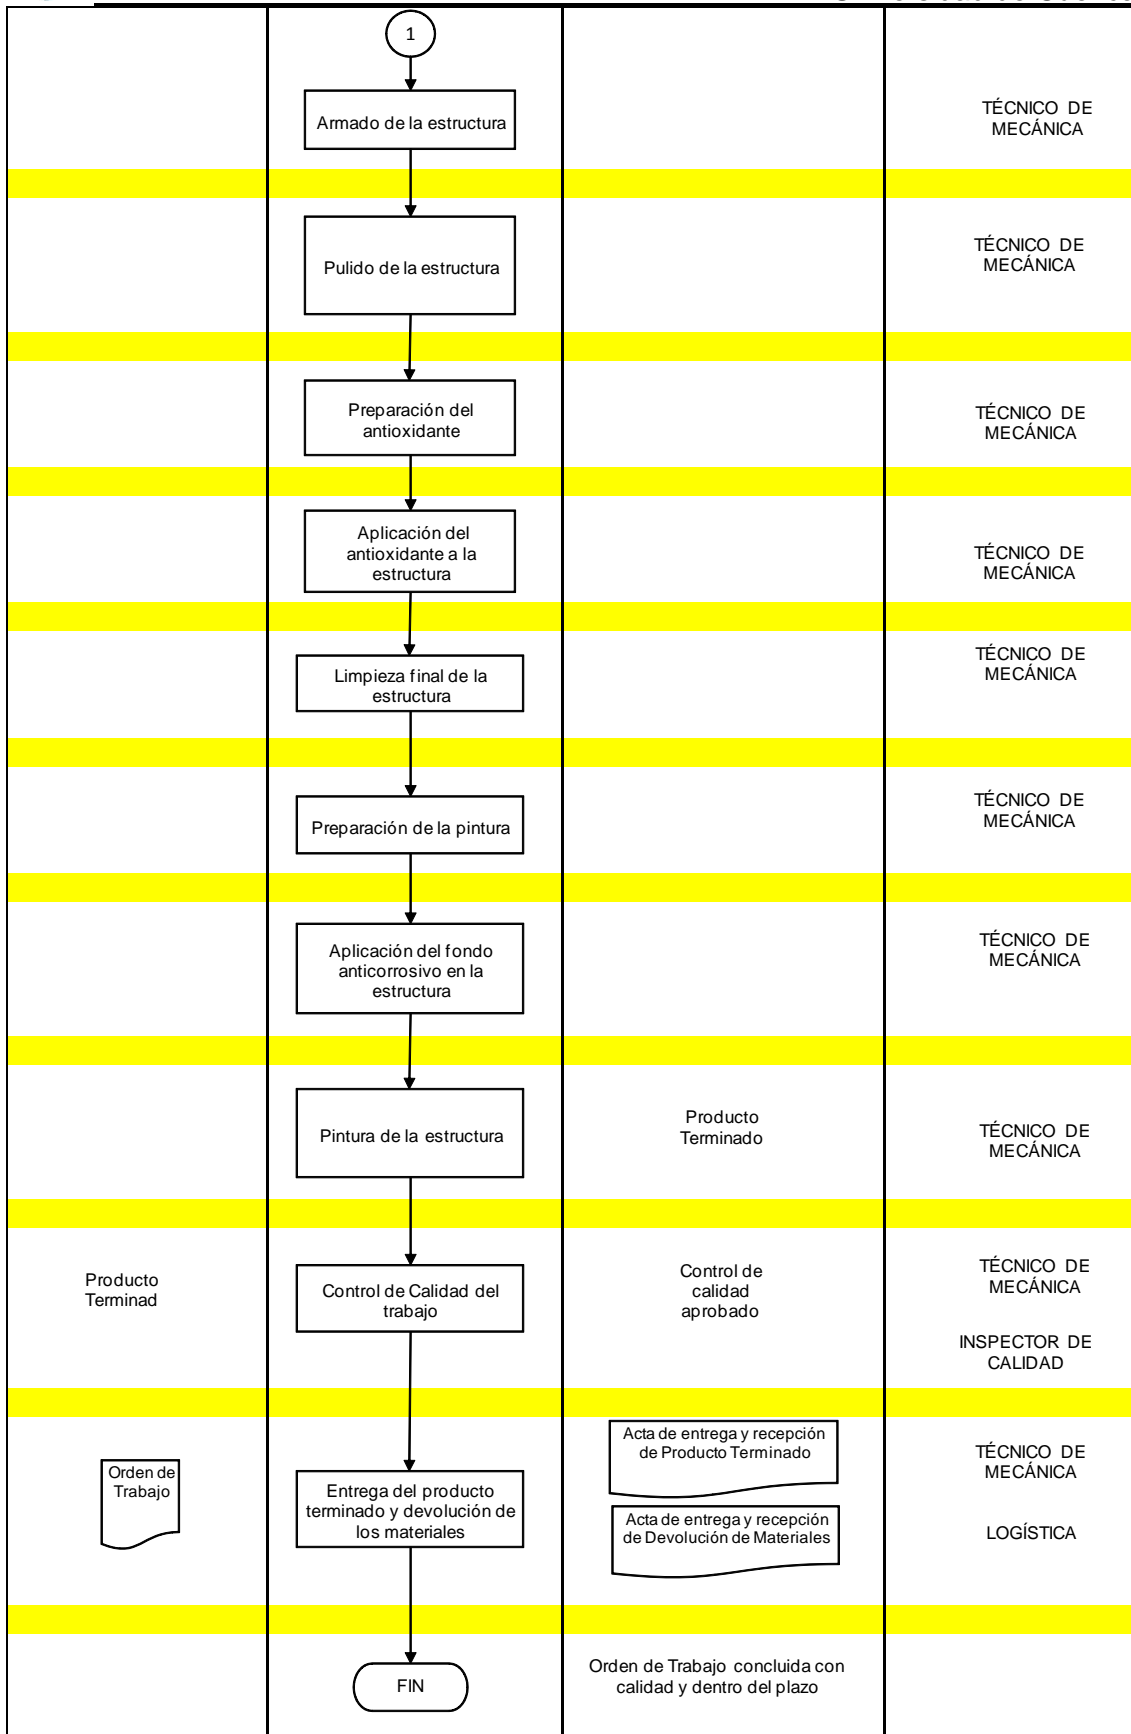 1
Armado de la estructura
TÉCNICO DE
MECÁNICA
Pulido de la estructura
TÉCNICO DE
MECÁNICA
Preparación del
antioxidante
TÉCNICO DE
MECÁNICA
Aplicación del
antioxidante a la
estructura
TÉCNICO DE
MECÁNICA
Limpieza final de la
estructura
TÉCNICO DE
MECÁNICA
Preparación de la pintura
TÉCNICO DE
MECÁNICA
Aplicación del fondo
anticorrosivo en la
estructura
TÉCNICO DE
MECÁNICA
Pintura de la estructura
Producto
Terminado
TÉCNICO DE
MECÁNICA
Producto
Terminad
Control de Calidad del
trabajo
Control de
calidad
aprobado
TÉCNICO DE
MECÁNICA
INSPECTOR DE
CALIDAD
Orden de
Trabajo
Entrega del producto
terminado y devolución de
los materiales
Acta de entrega y recepción
de Producto Terminado
Acta de entrega y recepción
de Devolución de Materiales
TÉCNICO DE
MECÁNICA
LOGÍSTICA
FIN
Orden de Trabajo concluida con
calidad y dentro del plazo